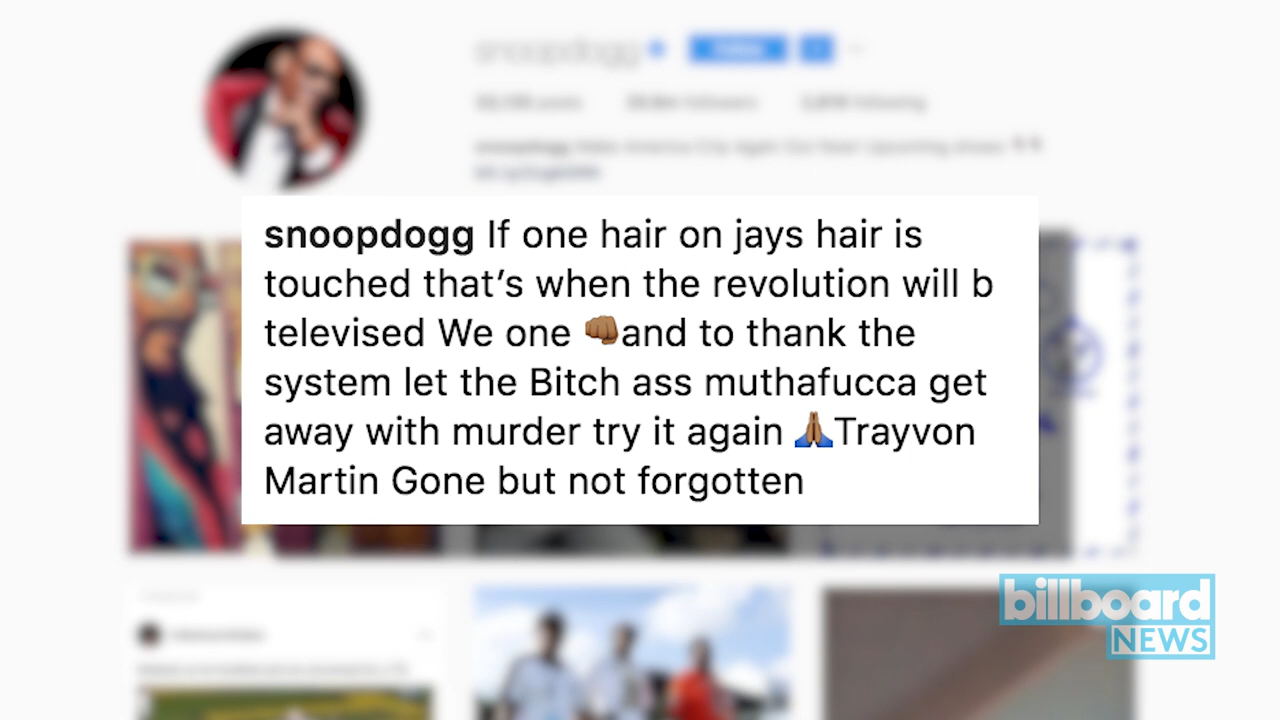 snoopdogg
Follow
snoopdogg If one hair on jays hair is
touched that’s when the revolution will b
televised We one 👊🏾and to thank the
system let the Bitch ass muthafucca get
away with murder try it again 🙏🏾Trayvon
Martin Gone but not forgotten
billboard
NEWS